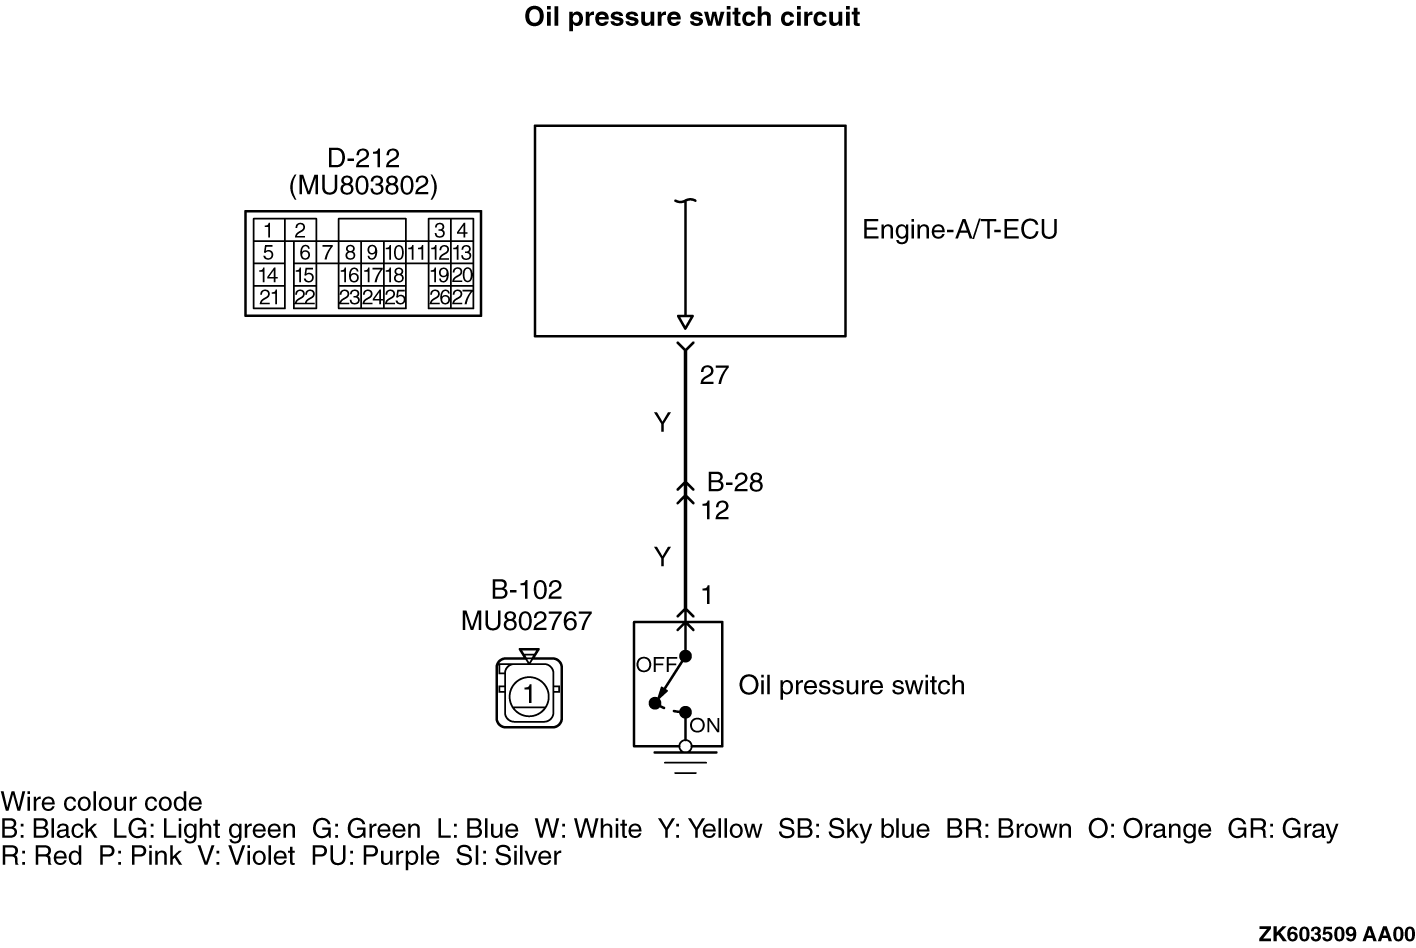 Oil pressure switch circuit
D-212
(MU803802)
1 2 3 4
5 6 7 8 9 10 11 12 13
14 15 16 17 18 19 20
21 22 23 24 25 26 27
Engine-A/T-ECU
27
Y
B-28
12
Y
1
B-102
MU802767
1
OFF
ON
Oil pressure switch
Wire colour code
B: Black LG: Light green G: Green L: Blue W: White Y: Yellow SB: Sky blue BR: Brown O: Orange GR: Gray
R: Red P: Pink V: Violet PU: Purple SI: Silver
ZK603509 AA00